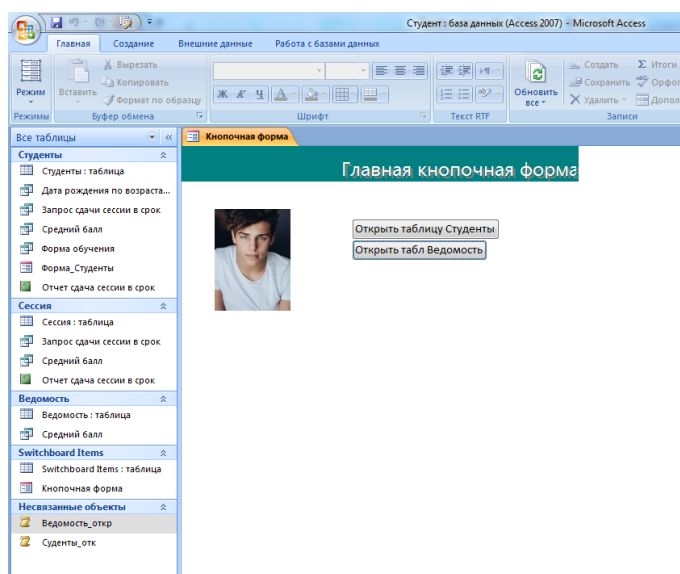 Студент : база данных (Access 2007) - Microsoft Access
Главная Создание Внешние данные Работа с базами данных
Режим
Вставить
Вырезать
Копировать
Формат по образцу
Ж К Ч
Обновить все
Создать
Сохранить
Удалить
Итоги
Орфог
Допол
Режимы Буфер обмена Шрифт Текст RTF Записи
Все таблицы
Студенты
Студенты : таблица
Дата рождения по возраста...
Запрос сдачи сессии в срок
Средний балл
Форма обучения
Форма_Студенты
Отчет сдача сессии в срок
Сессия
Сессия : таблица
Запрос сдачи сессии в срок
Средний балл
Отчет сдача сессии в срок
Ведомость
Ведомость : таблица
Средний балл
Switchboard Items
Switchboard Items : таблица
Кнопочная форма
Несвязанные объекты
Ведомость_откр
Суденты_отк
Кнопочная форма
Главная кнопочная форма
Открыть таблицу Студенты
Открыть табл Ведомость